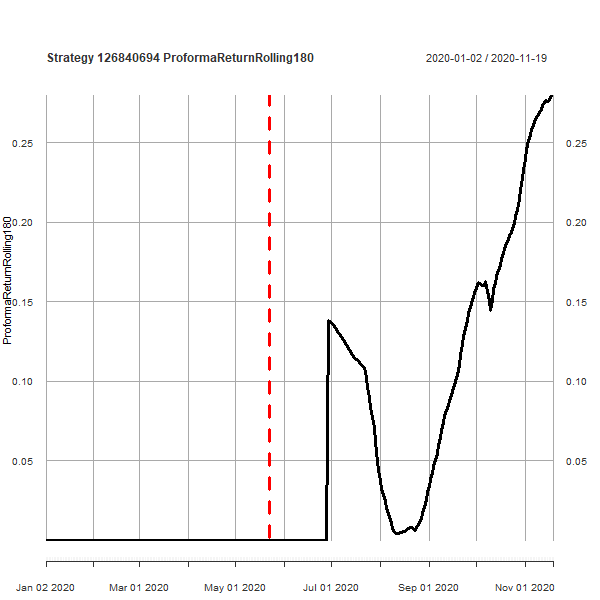 Strategy 126840694 ProformaReturnRolling180
2020-01-02 / 2020-11-19
ProformaReturnRolling180
0.25 0.25
0.20 0.20
0.15 0.15
0.10 0.10
0.05 0.05
Jan 02 2020 Mar 01 2020 May 01 2020 Jul 01 2020 Sep 01 2020 Nov 01 2020